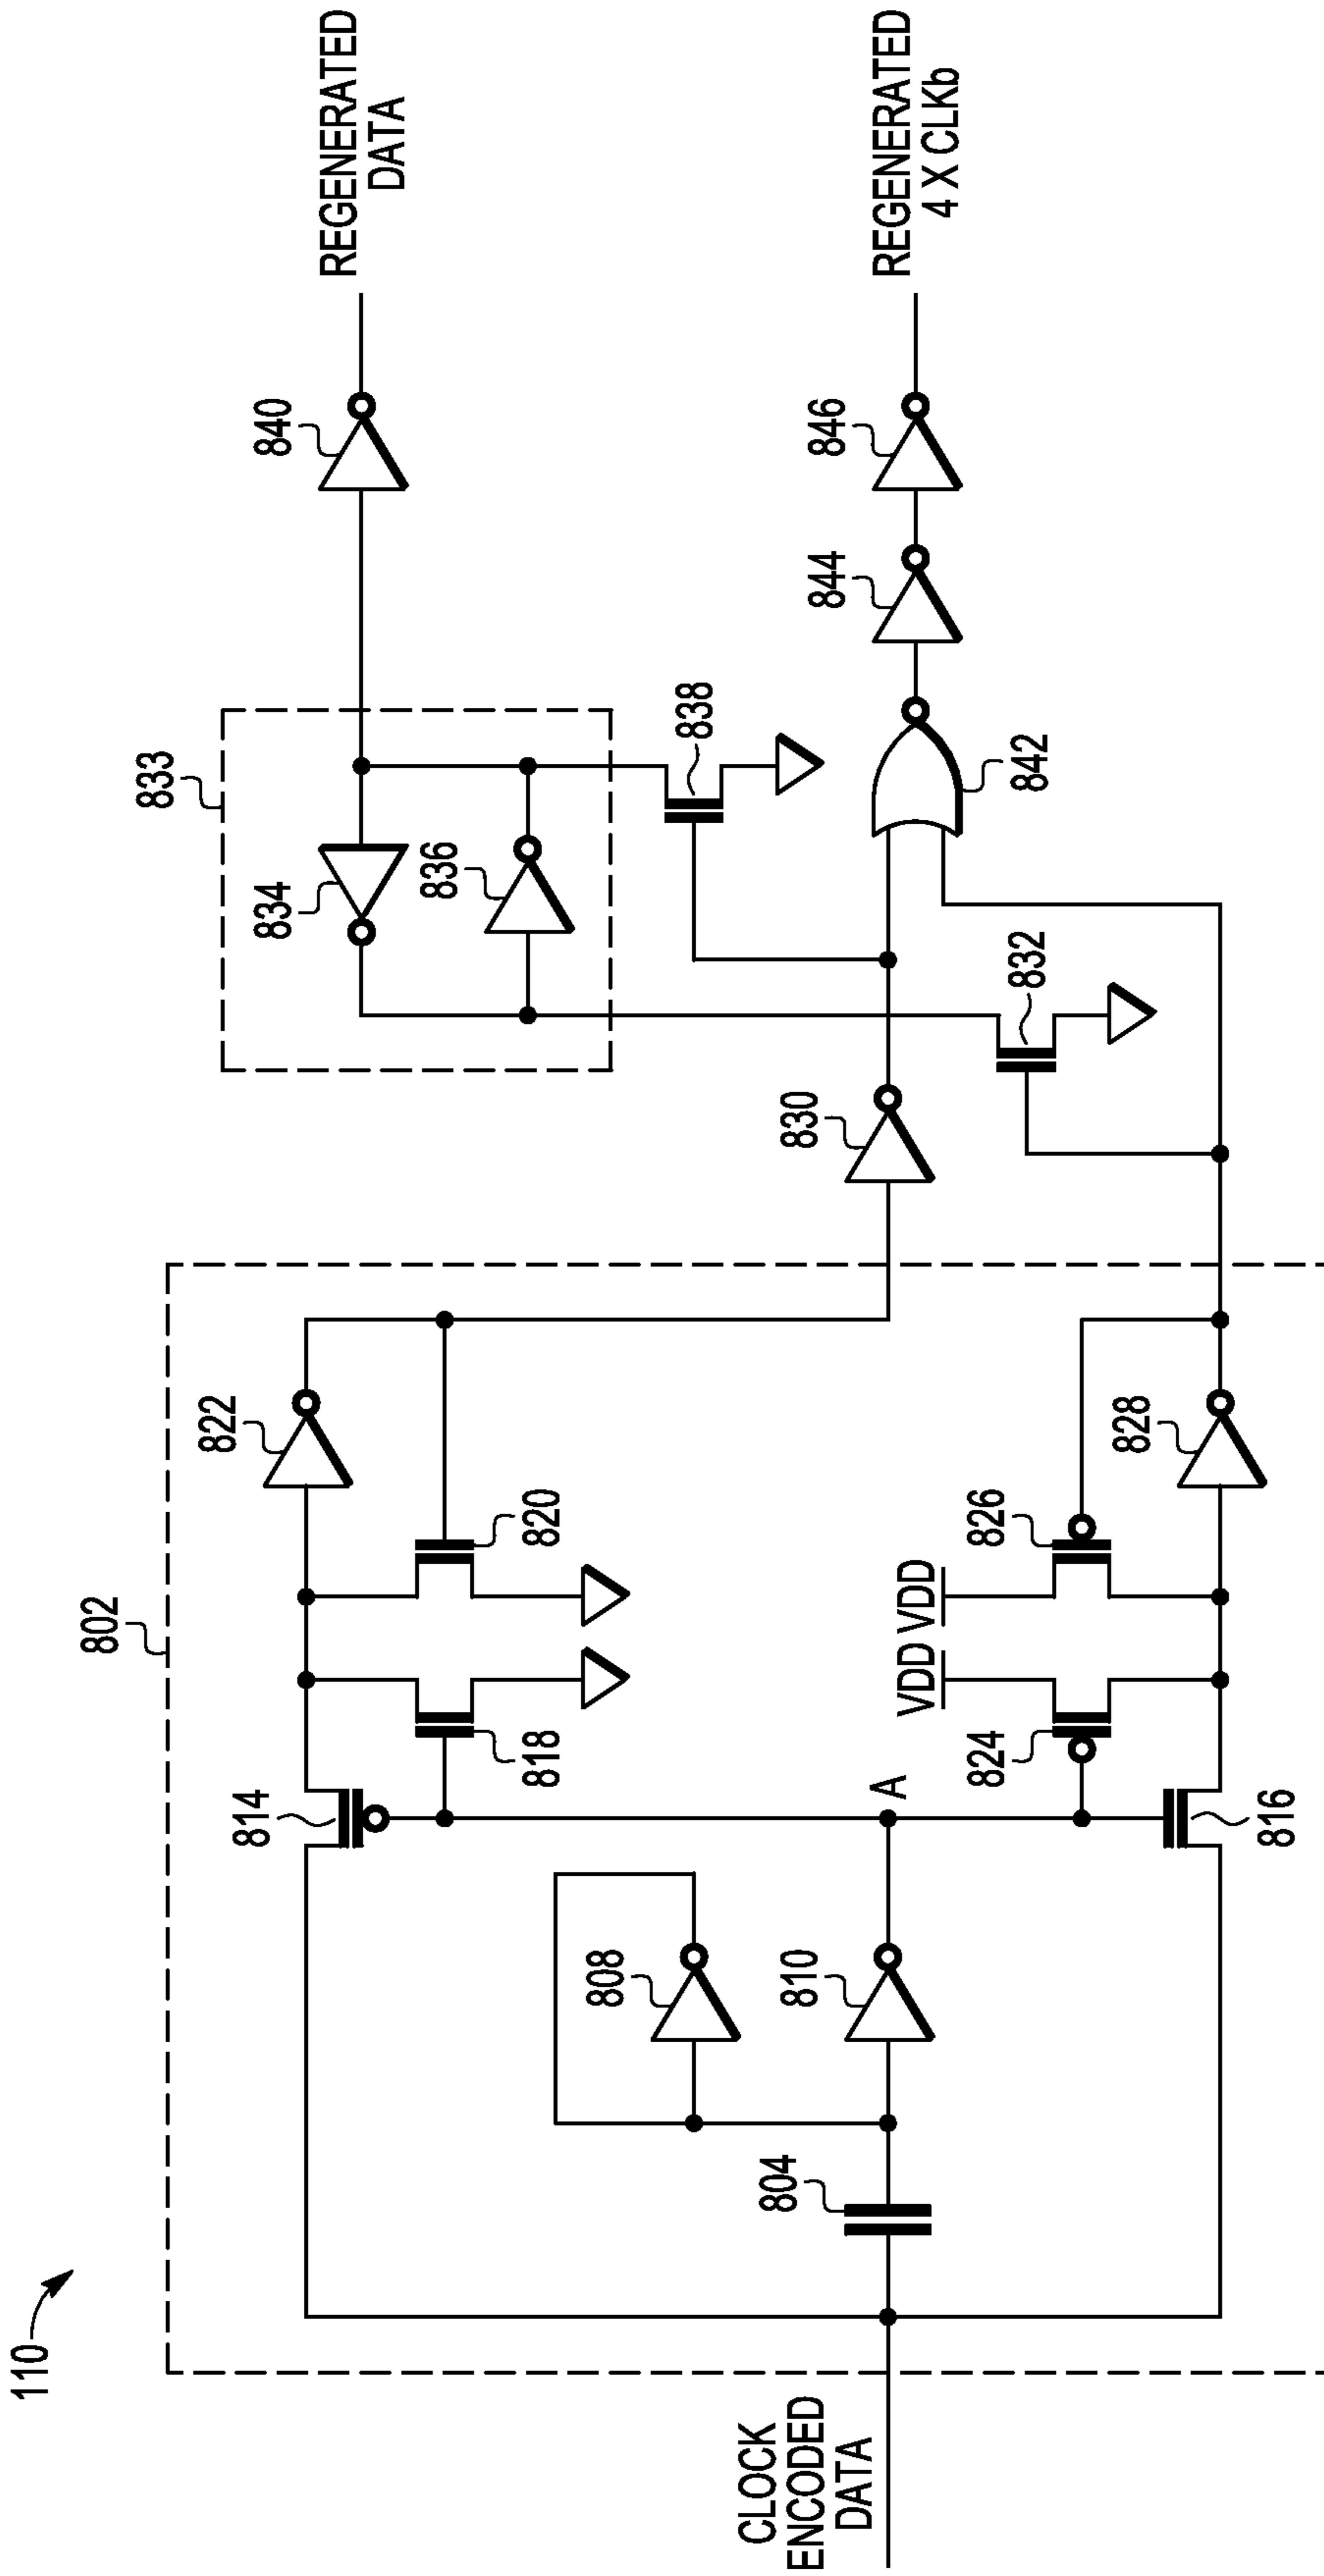 110
802
CLOCK
ENCODED
DATA
804
808
810
A
814
818
820
822
816
824
826
828
VDD
VDD
830
832
833
834
836
838
840
842
844
846
REGENERATED
DATA
REGENERATED
4 X CLKb